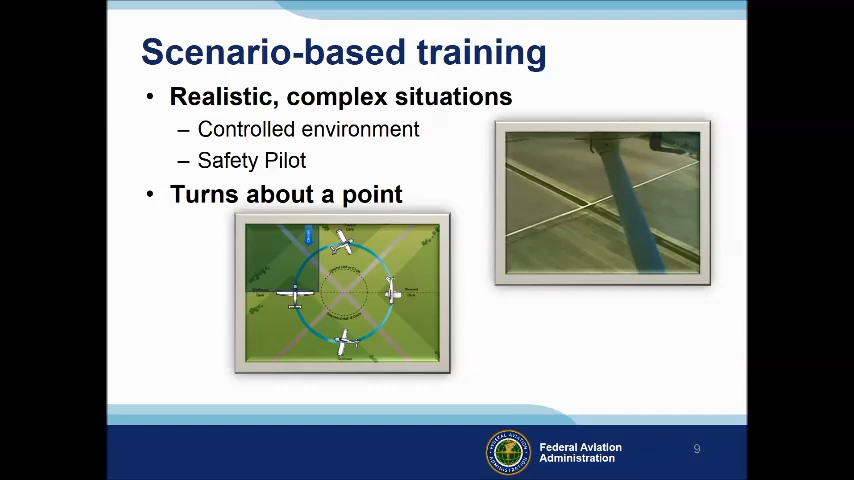 Scenario-based training
• Realistic, complex situations
– Controlled environment
– Safety Pilot
• Turns about a point
Federal Aviation
Administration
9